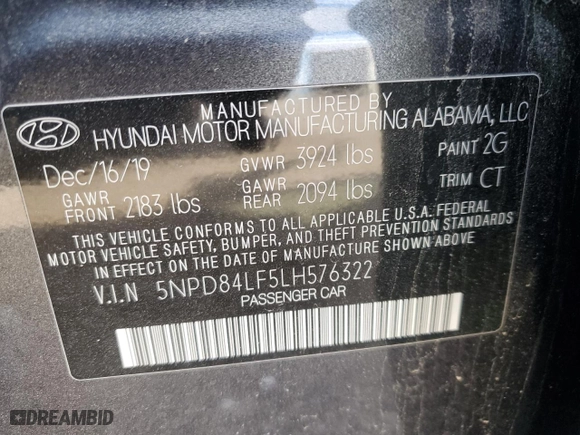 MANUFACTURED BY
HYUNDAI MOTOR MANUFACTURING ALABAMA, LLC
Dec/16/19 GVWR 3924 lbs PAINT 2G
GAWR FRONT 2183 lbs GAWR REAR 2094 lbs TRIM CT
THIS VEHICLE CONFORMS TO ALL APPLICABLE U.S.A. FEDERAL
MOTOR VEHICLE SAFETY, BUMPER, AND THEFT PREVENTION STANDARDS
IN EFFECT ON THE DATE OF MANUFACTURE SHOWN ABOVE
V.I.N 5NPD84LF5LH576322
PASSENGER CAR
DREAMBID